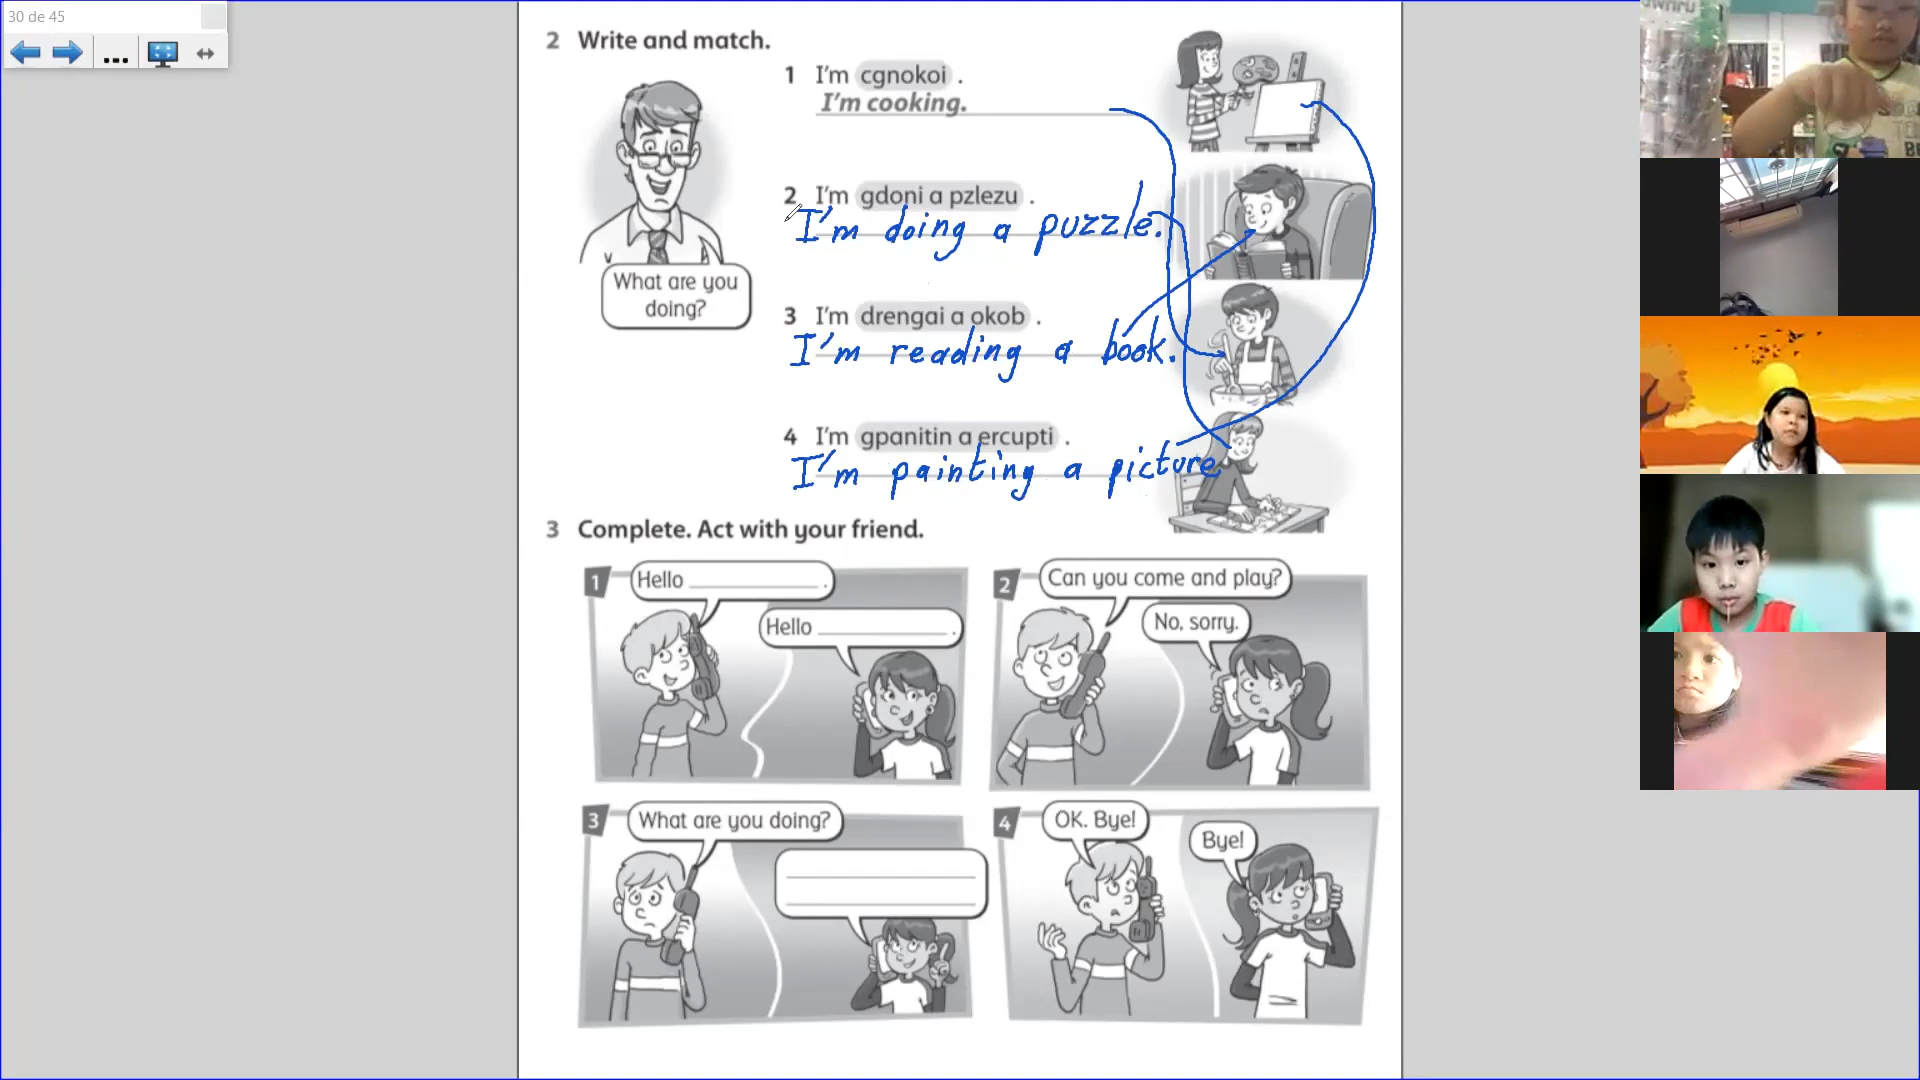 30 de 45
2 Write and match.
1 I'm cgnokoi .
I'm cooking.
2 I'm gdoni a pzlezu .
I'm doing a puzzle.
What are you
doing?
3 I'm drengai a okob .
I'm reading a book.
4 I'm gpanitin a ercupti .
I'm painting a picture
3 Complete. Act with your friend.
1 Hello .
Hello .
2 Can you come and play?
No, sorry.
3 What are you doing?
4 OK. Bye!
Bye!